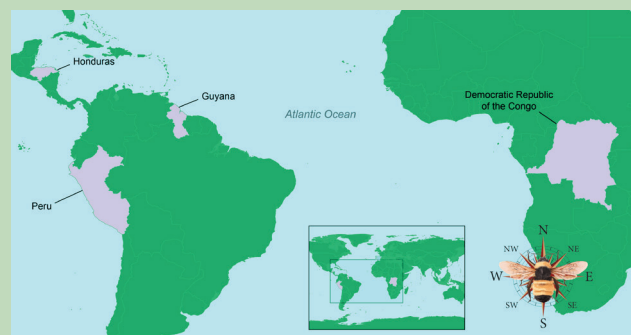 Honduras
Guyana
Atlantic Ocean
Democratic Republic
of the Congo
Peru
N
NW
NE
W
E
SW
SE
S